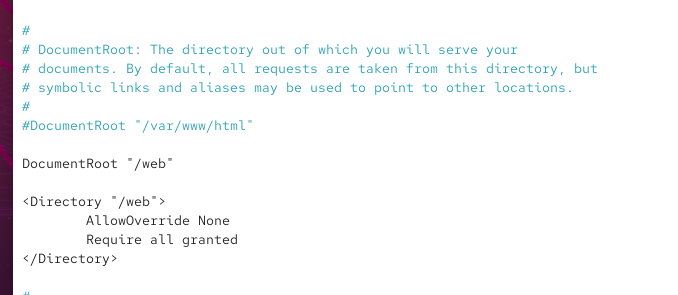 #
# DocumentRoot: The directory out of which you will serve your
# documents. By default, all requests are taken from this directory, but
# symbolic links and aliases may be used to point to other locations.
#
#DocumentRoot "/var/www/html"
DocumentRoot "/web"
<Directory "/web">
        AllowOverride None
        Require all granted
</Directory>
#